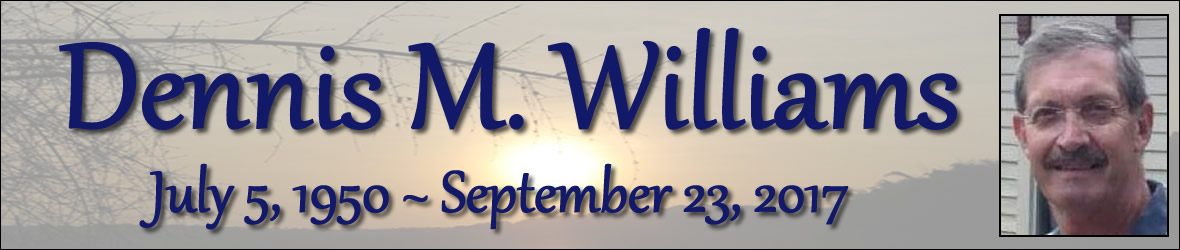 Dennis M. Williams
July 5, 1950 ~ September 23, 2017